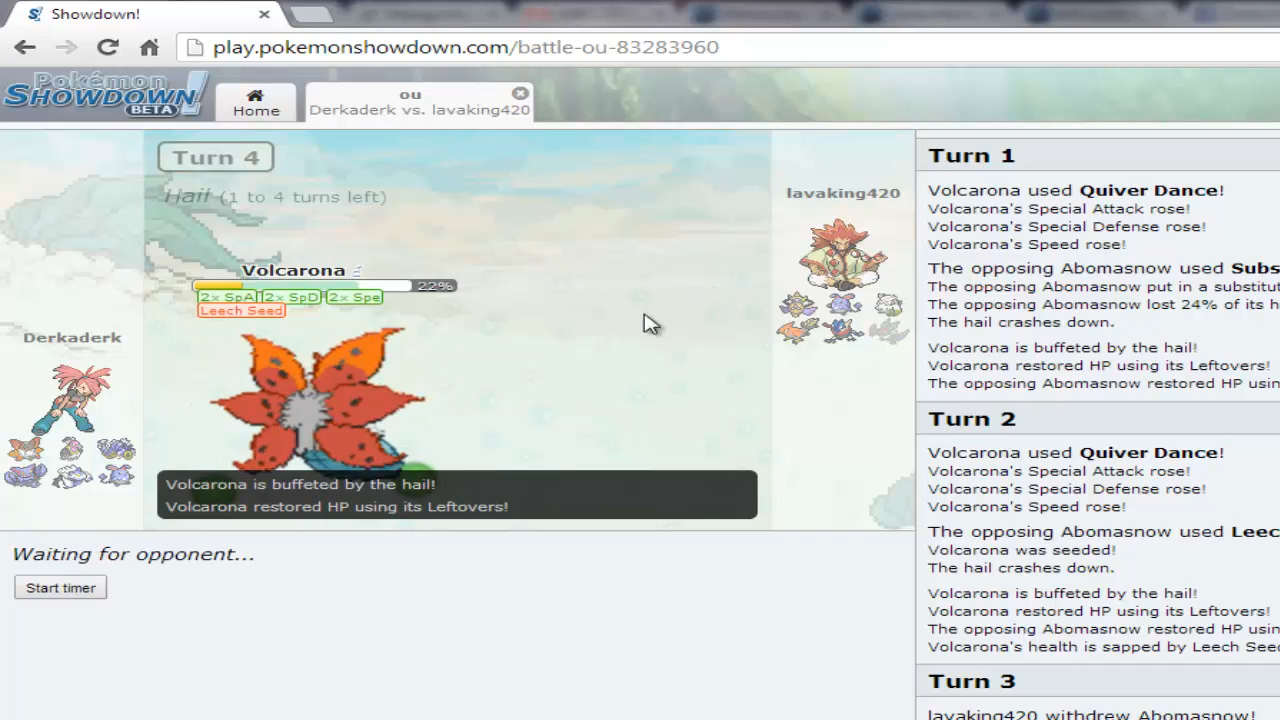 Showdown!
play.pokemonshowdown.com/battle-ou-83283960
Pokémon
SHOWDOWN!
BETA
Home
ou
Derkaderk vs. lavaking420
Turn 4
Hail (1 to 4 turns left)
Volcarona
22%
2× SpA 2× SpD 2× Spe
Leech Seed
Derkaderk
lavaking420
Volcarona is buffeted by the hail!
Volcarona restored HP using its Leftovers!
Waiting for opponent...
Start timer
Turn 1
Volcarona used Quiver Dance!
Volcarona's Special Attack rose!
Volcarona's Special Defense rose!
Volcarona's Speed rose!
The opposing Abomasnow used Subs
The opposing Abomasnow put in a substitut
The opposing Abomasnow lost 24% of its h
The hail crashes down.
Volcarona is buffeted by the hail!
Volcarona restored HP using its Leftovers!
The opposing Abomasnow restored HP usin
Turn 2
Volcarona used Quiver Dance!
Volcarona's Special Attack rose!
Volcarona's Special Defense rose!
Volcarona's Speed rose!
The opposing Abomasnow used Leec
Volcarona was seeded!
The hail crashes down.
Volcarona is buffeted by the hail!
Volcarona restored HP using its Leftovers!
The opposing Abomasnow restored HP usin
Volcarona's health is sapped by Leech Seed
Turn 3
lavaking420 withdrew Abomasnow!